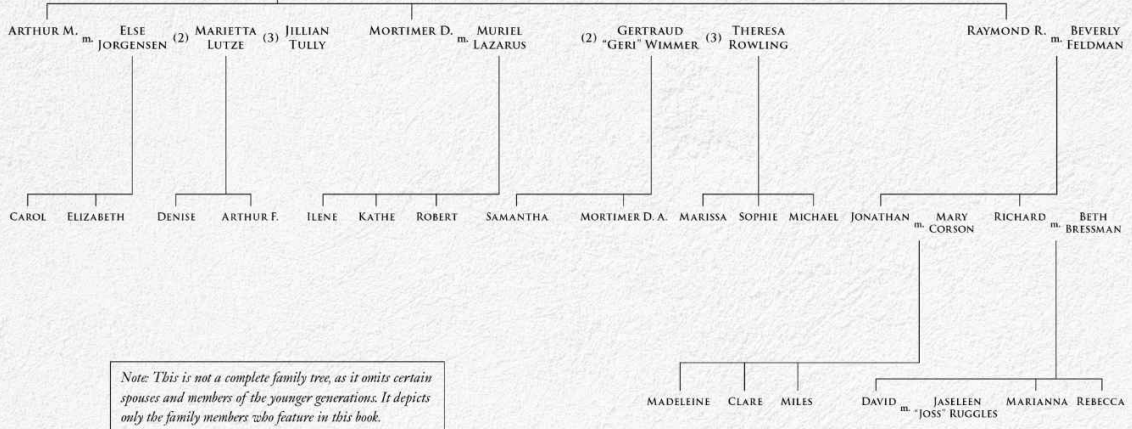 ARTHUR M. m. ELSE JORGENSEN (2) MARIETTA LUTZE (3) JILLIAN TULLY
MORTIMER D. m. MURIEL LAZARUS (2) GERTRAUD "GERI" WIMMER (3) THERESA ROWLING
RAYMOND R. m. BEVERLY FELDMAN
CAROL ELIZABETH DENISE ARTHUR F. ILENE KATHE ROBERT SAMANTHA MORTIMER D. A. MARISSA SOPHIE MICHAEL JONATHAN m. MARY CORSON RICHARD m. BETH BRESSMAN
MADELEINE CLARE MILES DAVID m. JASELEEN "JOSS" RUGGLES MARIANNA REBECCA
Note: This is not a complete family tree, as it omits certain
spouses and members of the younger generations. It depicts
only the family members who feature in this book.